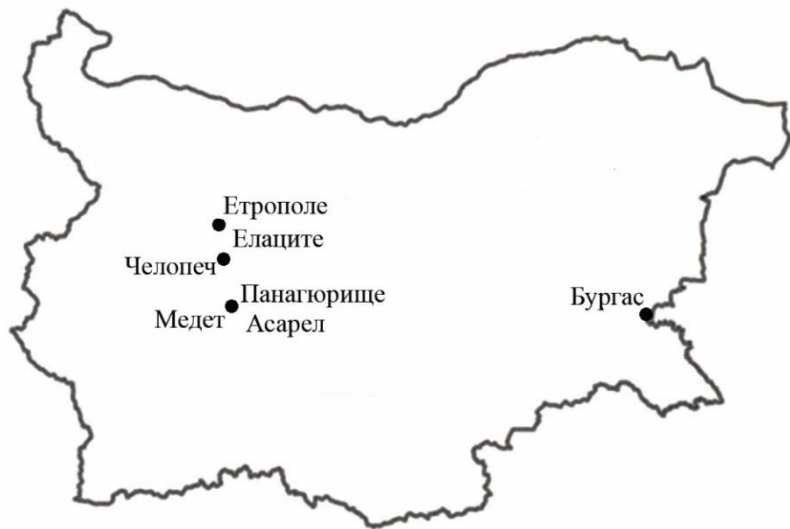 Етрополе
Елаците
Челопеч
Панагюрище
Медет
Асарел
Бургас